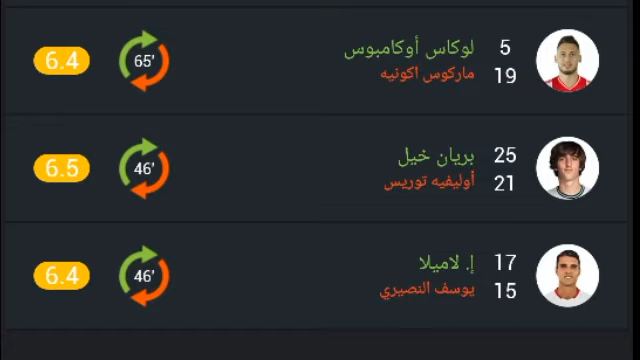 5 لوكاس أوكامبوس
19 ماركوس اكونيه
65'
6.4
25 بريان خيل
21 أوليفيه توريس
46'
6.5
17 إ. لاميلا
15 يوسف النصيري
46'
6.4